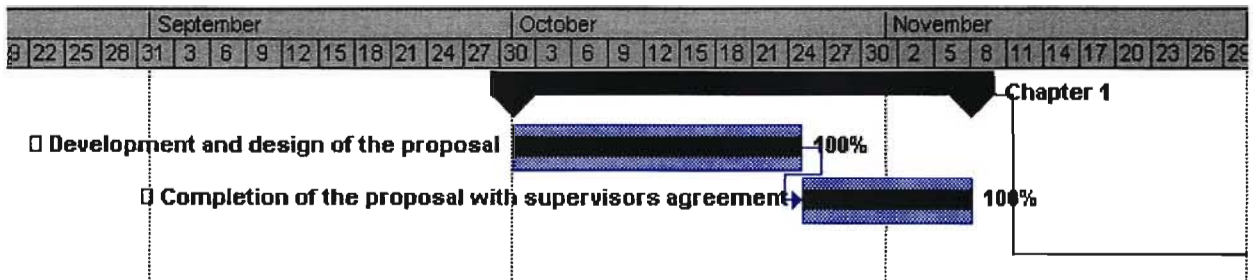 September October November
9 22 25 28 31 3 6 9 12 15 18 21 24 27 30 3 6 9 12 15 18 21 24 27 30 2 5 8 11 14 17 20 23 26 29
Chapter 1
Development and design of the proposal 100%
Completion of the proposal with supervisors agreement 100%